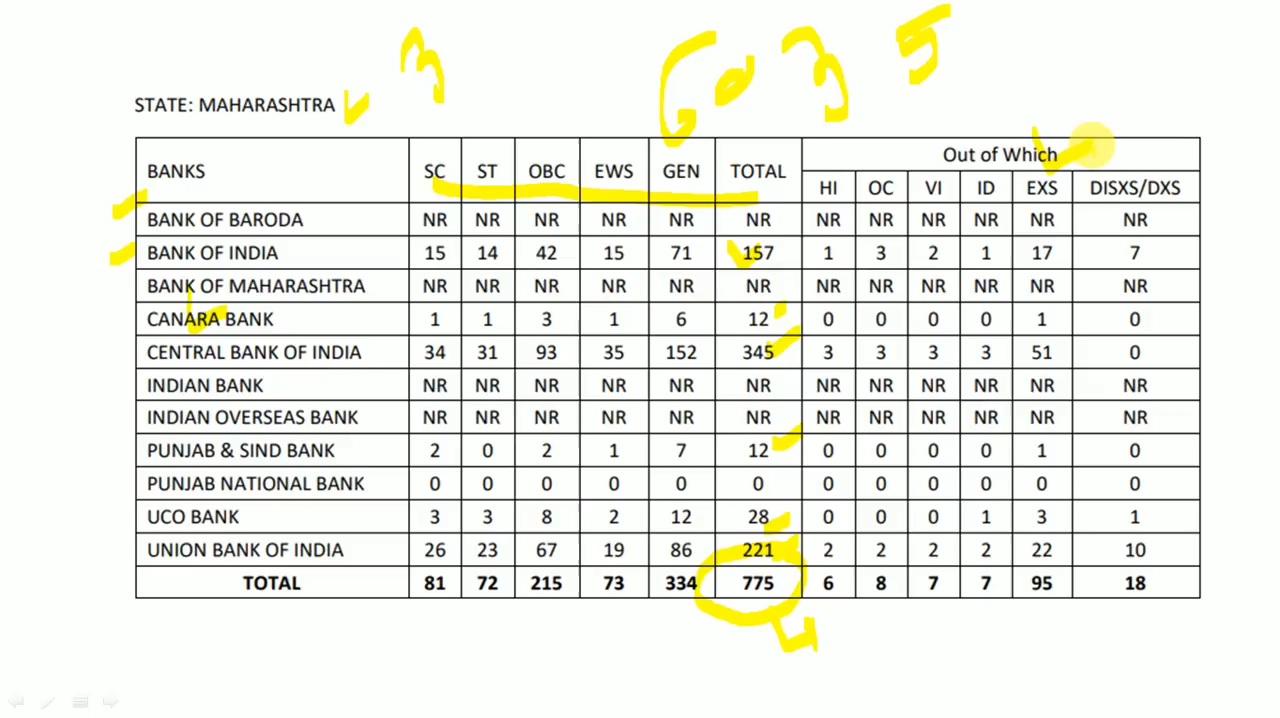 3 6035
STATE: MAHARASHTRA
BANKS SC ST OBC EWS GEN TOTAL Out of Which
HI OC VI ID EXS DISXS/DXS
BANK OF BARODA NR NR NR NR NR NR NR NR NR NR NR NR
BANK OF INDIA 15 14 42 15 71 157 1 3 2 1 17 7
BANK OF MAHARASHTRA NR NR NR NR NR NR NR NR NR NR NR NR
CANARA BANK 1 1 3 1 6 12 0 0 0 0 1 0
CENTRAL BANK OF INDIA 34 31 93 35 152 345 3 3 3 3 51 0
INDIAN BANK NR NR NR NR NR NR NR NR NR NR NR NR
INDIAN OVERSEAS BANK NR NR NR NR NR NR NR NR NR NR NR NR
PUNJAB & SIND BANK 2 0 2 1 7 12 0 0 0 0 1 0
PUNJAB NATIONAL BANK 0 0 0 0 0 0 0 0 0 0 0 0
UCO BANK 3 3 8 2 12 28 0 0 0 1 3 1
UNION BANK OF INDIA 26 23 67 19 86 221 2 2 2 2 22 10
TOTAL 81 72 215 73 334 775 6 8 7 7 95 18